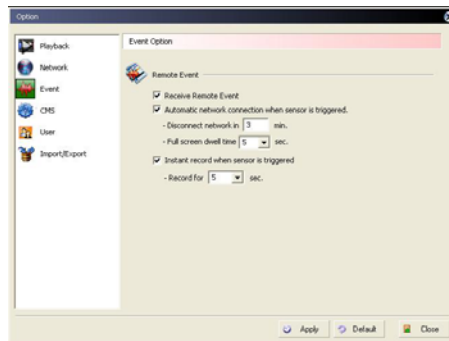 Option
Playback
Network
Event
CMS
User
Import/Export
Event Option
Remote Event
Receive Remote Event
Automatic network connection when sensor is triggered.
- Disconnect network in 3 min.
- Full screen dwell time 5 sec.
Instant record when sensor is triggered
- Record for 5 sec.
Apply Default Close